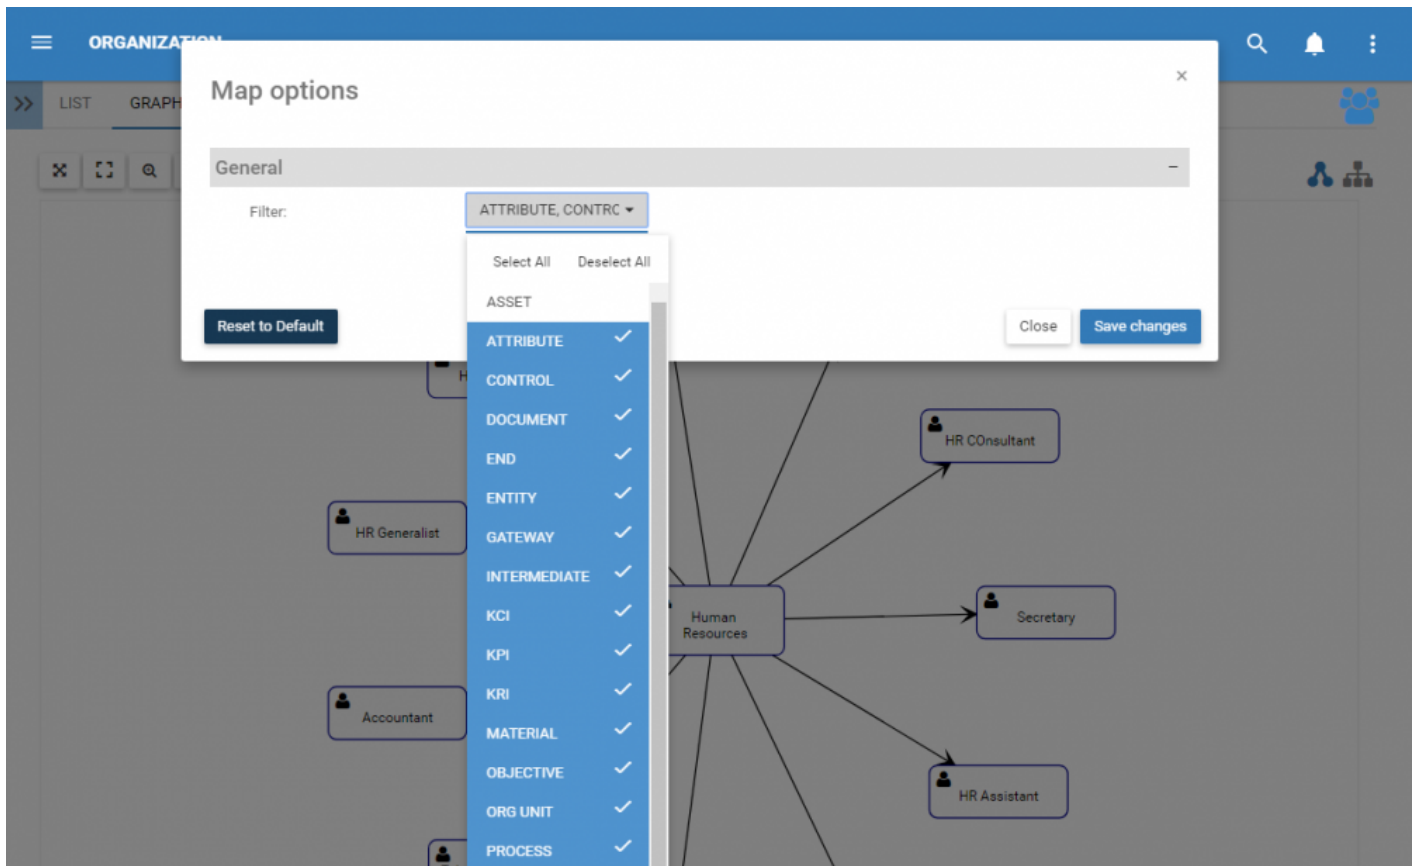 ORGANIZATION
LIST GRAPH
Map options
×
General
−
Filter:
ATTRIBUTE, CONTRC
Select All Deselect All
ASSET
ATTRIBUTE
CONTROL
DOCUMENT
END
ENTITY
GATEWAY
INTERMEDIATE
KCI
KPI
KRI
MATERIAL
OBJECTIVE
ORG UNIT
PROCESS
Reset to Default
Close
Save changes
H
HR COnsultant
HR Generalist
Human
Resources
Secretary
Accountant
HR Assistant